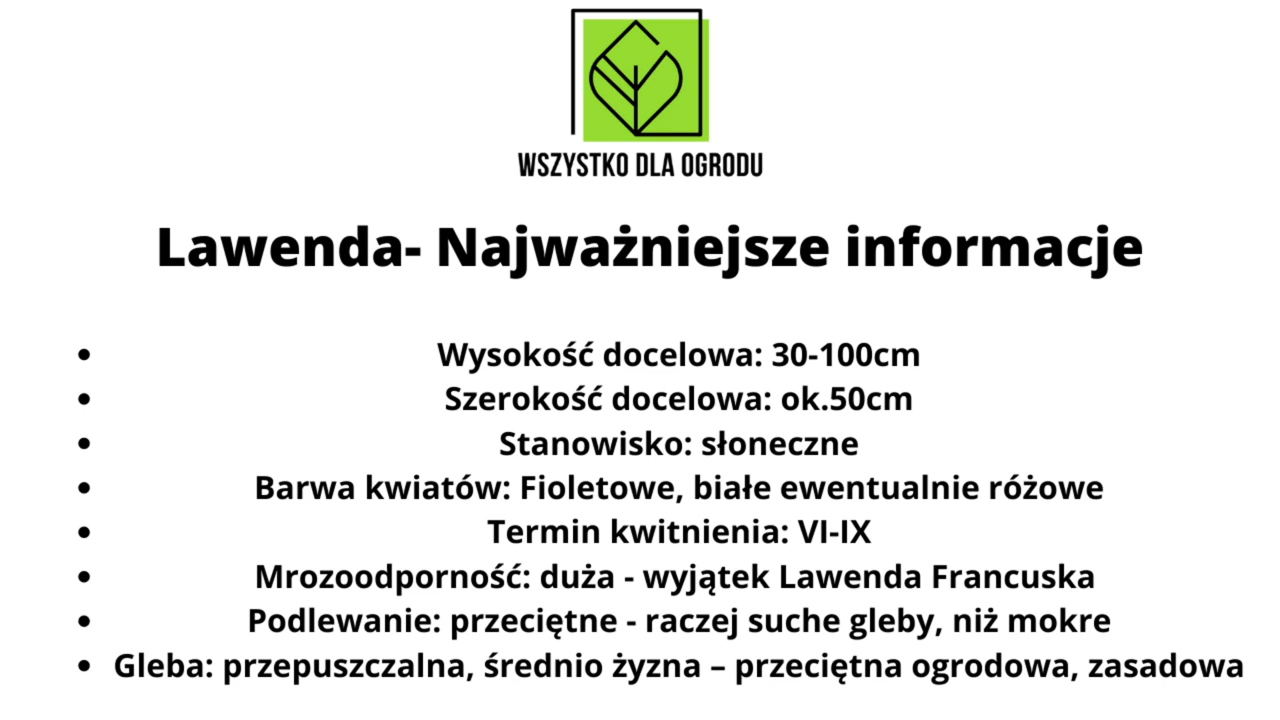 WSZYSTKO DLA OGRODU
Lawenda- Najważniejsze informacje
• Wysokość docelowa: 30-100cm
• Szerokość docelowa: ok.50cm
• Stanowisko: słoneczne
• Barwa kwiatów: Fioletowe, białe ewentualnie różowe
• Termin kwitnienia: VI-IX
• Mrozoodporność: duża - wyjątek Lawenda Francuska
• Podlewanie: przeciętne - raczej suche gleby, niż mokre
• Gleba: przepuszczalna, średnio żyzna – przeciętna ogrodowa, zasadowa